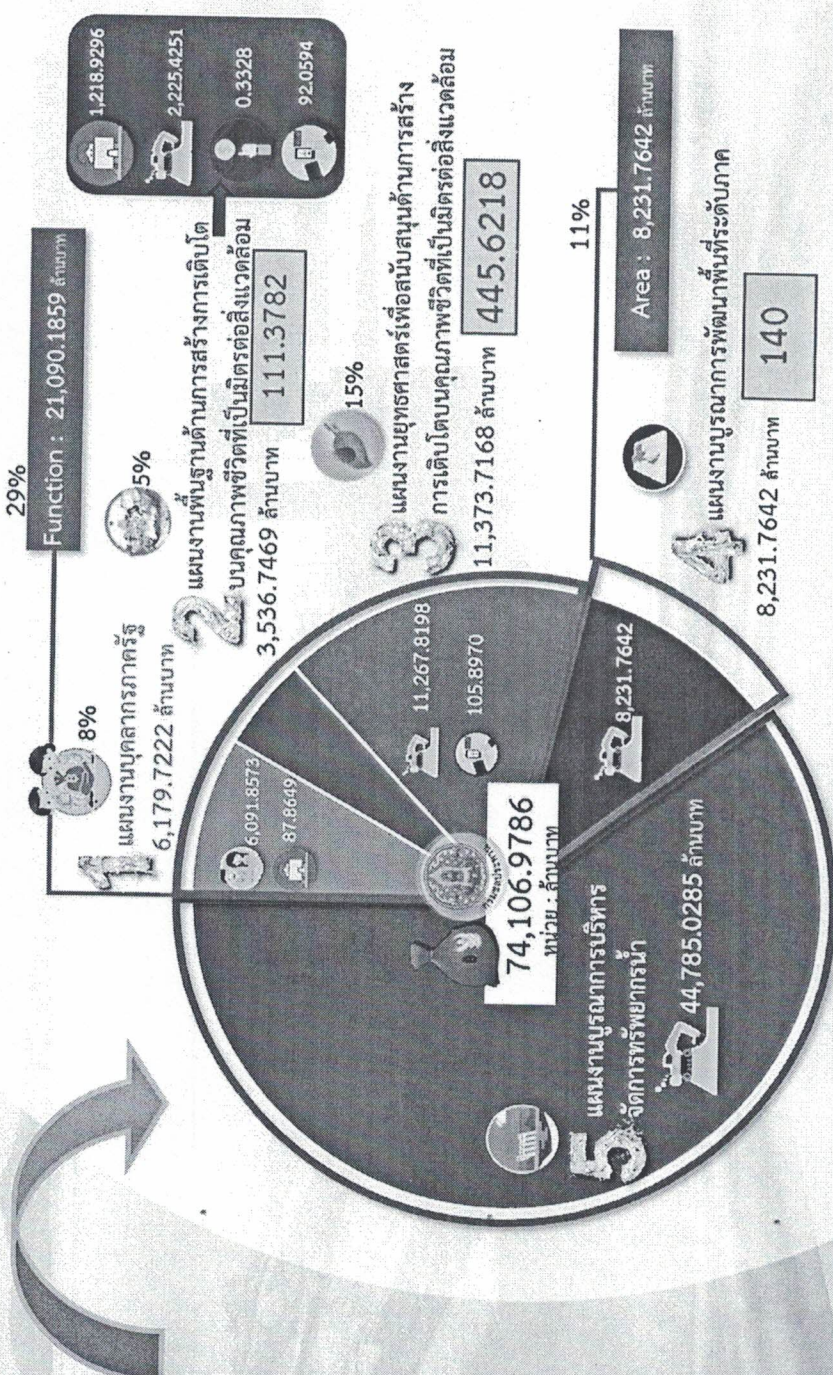 29%
Function : 21,090.1859 ล้านบาท
8%
1
แผนงานบุคลากรภาครัฐ
6,179.7222 ล้านบาท
5%
2
แผนงานพื้นฐานด้านการสร้างการเติบโต
บนคุณภาพชีวิตที่เป็นมิตรต่อสิ่งแวดล้อม
3,536.7469 ล้านบาท
111.3782
1,218.9296
2,225.4251
0.3328
92.0594
15%
3
แผนงานยุทธศาสตร์เพื่อสนับสนุนด้านการสร้าง
การเติบโตบนคุณภาพชีวิตที่เป็นมิตรต่อสิ่งแวดล้อม
11,373.7168 ล้านบาท
445.6218
11%
Area : 8,231.7642 ล้านบาท
4
แผนงานบูรณาการพัฒนาพื้นที่ระดับภาค
8,231.7642 ล้านบาท
140
6,091.8573
87.8649
11,267.8198
105.8970
8,231.7642
74,106.9786
หน่วย : ล้านบาท
5
แผนงานบูรณาการบริหาร
จัดการทรัพยากรน้ำ
44,785.0285 ล้านบาท